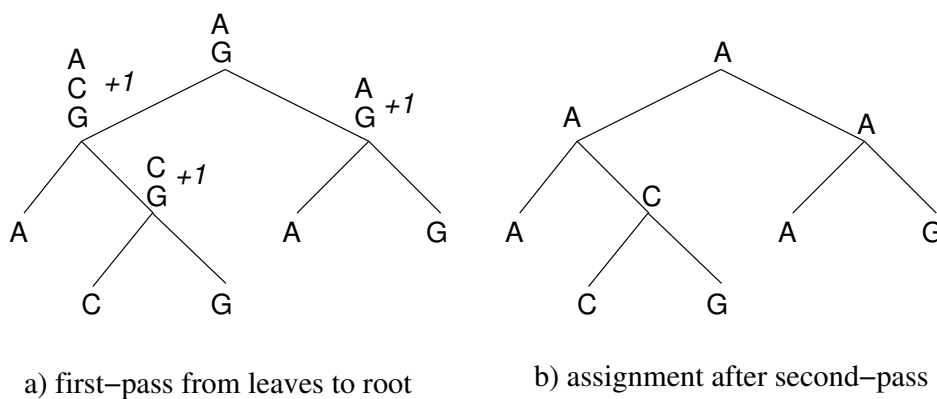 A
G
A
C
G
+1
A
G
+1
C
G
+1
A
A
G
C
G
a) first–pass from leaves to root
A
A
A
C
A
A
G
C
G
b) assignment after second–pass